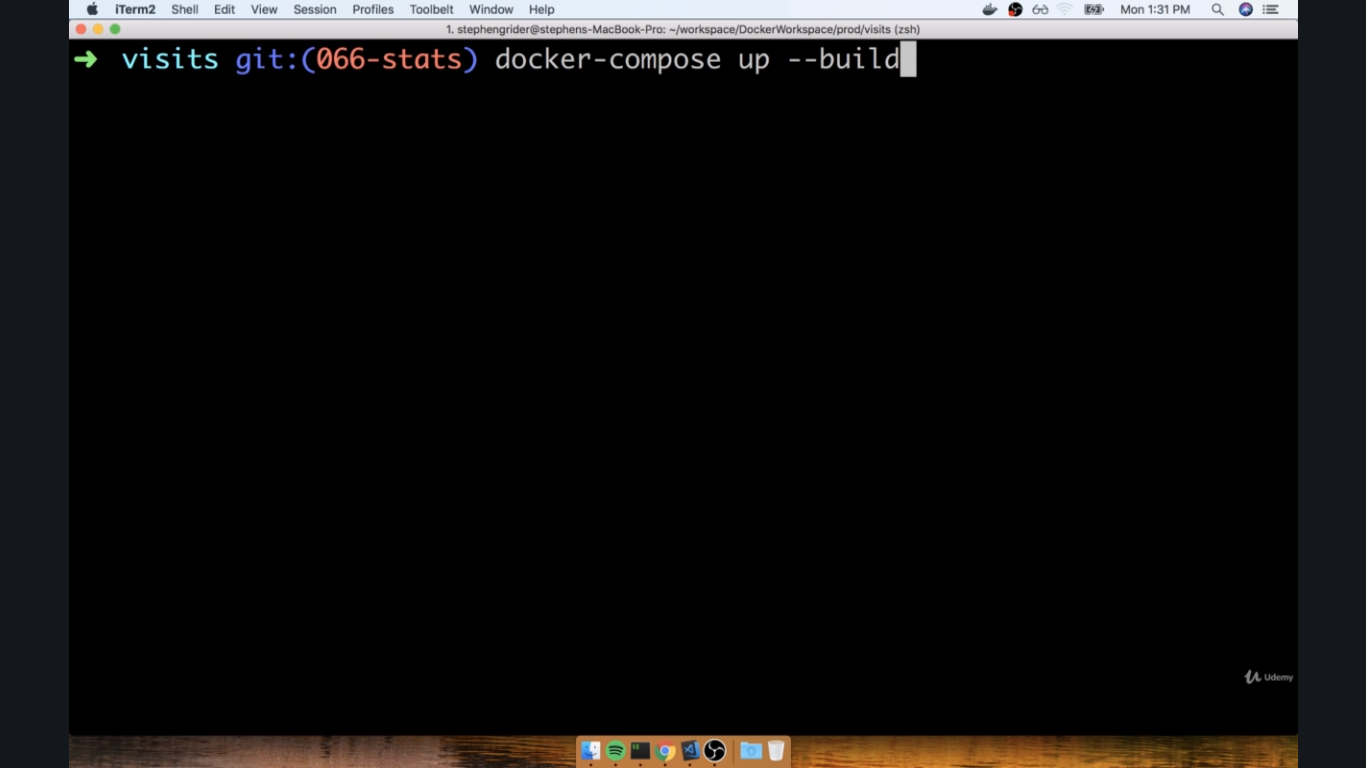 iTerm2 Shell Edit View Session Profiles Toolbelt Window Help Mon 1:31 PM
1. stephengrider@stephens-MacBook-Pro: ~/workspace/DockerWorkspace/prod/visits (zsh)
➜ visits git:(066-stats) docker-compose up --build
Udemy